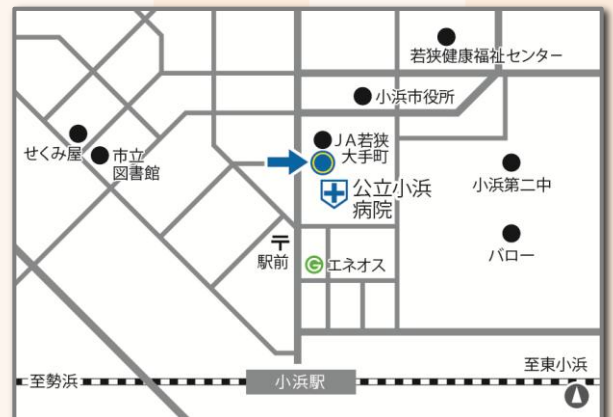 若狭健康福祉センター
小浜市役所
JA若狭
大手町
せくみ屋
市立
図書館
公立小浜
病院
小浜第二中
〒
駅前
G エネオス
バロー
至東小浜
至勢浜
小浜駅